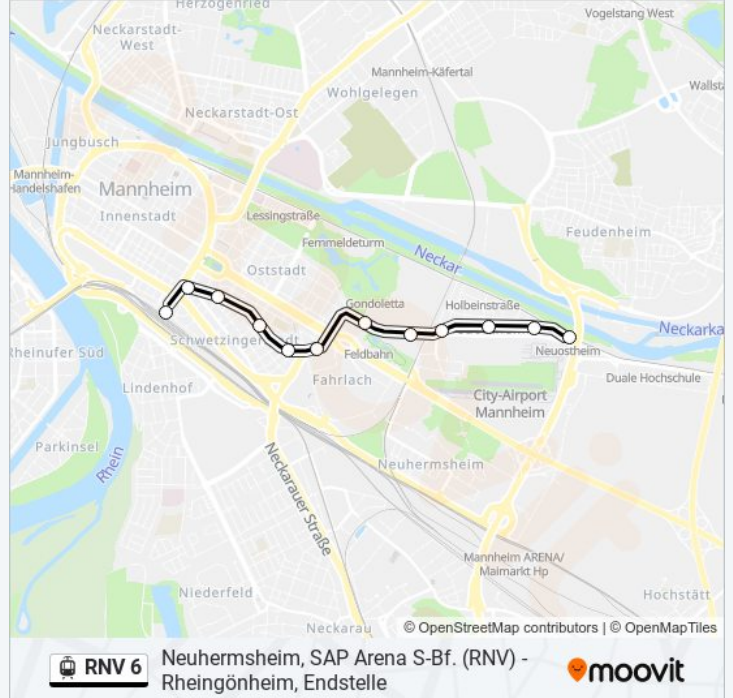 Herzogenried
Vogelstang West
Neckarstadt-
West
Mannheim-Käfertal
Wohlgelegen
Wallsta
Neckarstadt-Ost
Jungbusch
Mannheim-
Handelshafen
Mannheim
Innenstadt
Lessingstraße
Feudenheim
Fernmeldeturm
Neckar
Oststadt
Gondoletta
Holbeinstraße
Neckarka
Schwetzingerstadt
Rheinufer Süd
Feldbahn
Neuostheim
Duale Hochschule
Lindenhof
Fahrlach
City-Airport
Mannheim
Parkinsel
Rhein
Neckarauer Straße
Neuhermsheim
Mannheim ARENA/
Maimarkt Hp
Niederfeld
Hochstätt
Neckarau
© OpenStreetMap contributors | © OpenMapTiles
RNV 6
Neuhermsheim, SAP Arena S-Bf. (RNV) -
Rheingönheim, Endstelle
moovit